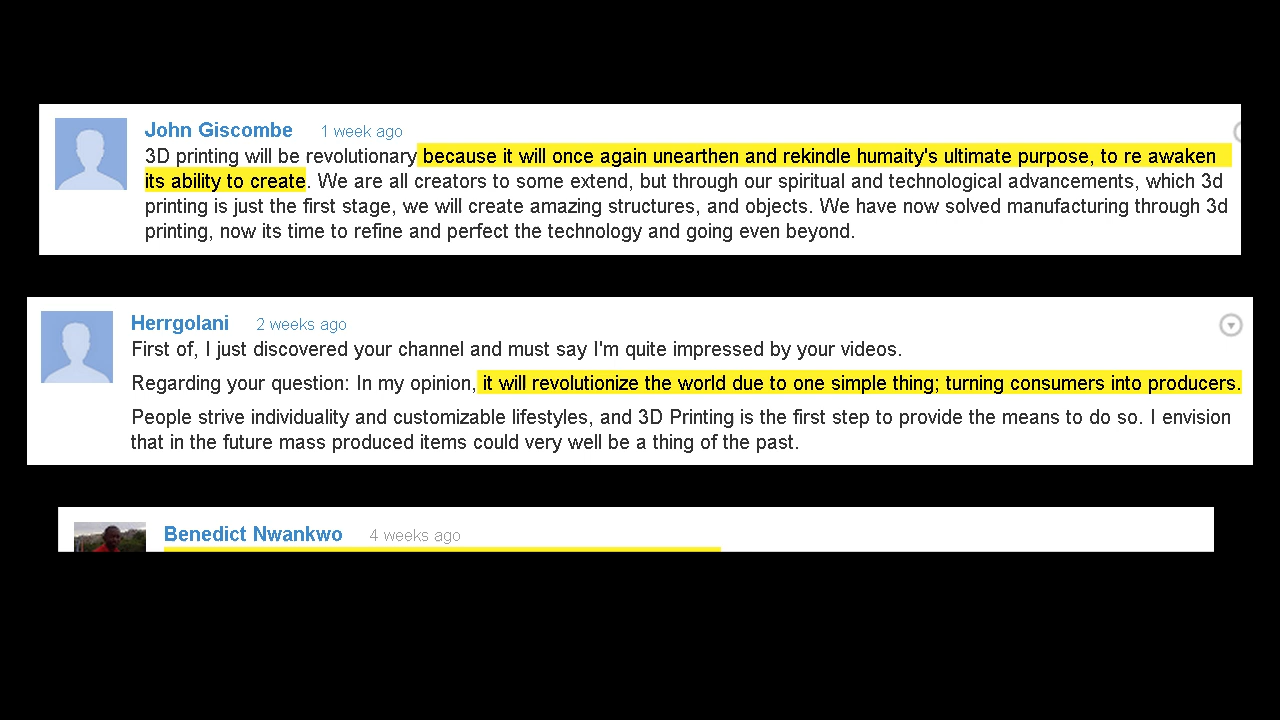 John Giscombe 1 week ago
3D printing will be revolutionary because it will once again unearthen and rekindle humaity's ultimate purpose, to re awaken
its ability to create. We are all creators to some extend, but through our spiritual and technological advancements, which 3d
printing is just the first stage, we will create amazing structures, and objects. We have now solved manufacturing through 3d
printing, now its time to refine and perfect the technology and going even beyond.
Herrgolani 2 weeks ago
First of, I just discovered your channel and must say I'm quite impressed by your videos.
Regarding your question: In my opinion, it will revolutionize the world due to one simple thing; turning consumers into producers.
People strive individuality and customizable lifestyles, and 3D Printing is the first step to provide the means to do so. I envision
that in the future mass produced items could very well be a thing of the past.
Benedict Nwankwo 4 weeks ago